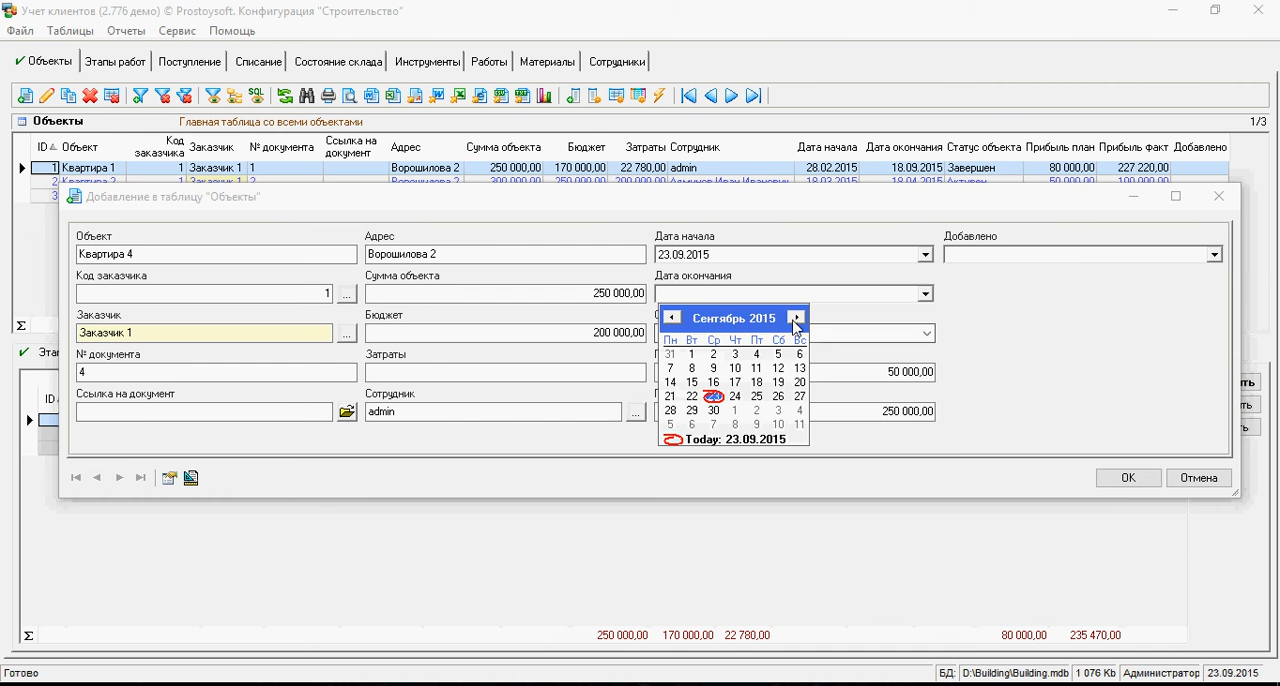 Учет клиентов (2.776 демо) © Prostoysoft. Конфигурация "Строительство"
Файл Таблицы Отчеты Сервис Помощь
Объекты Этапы работ Поступление Списание Состояние склада Инструменты Работы Материалы Сотрудники
SQL
Объекты Главная таблица со всеми объектами 1/3
ID Объект Код заказчика Заказчик № документа Ссылка на документ Адрес Сумма объекта Бюджет Затраты Сотрудник Дата начала Дата окончания Статус объекта Прибыль план Прибыль факт Добавлено
1 Квартира 1 1 Заказчик 1 1 Ворошилова 2 250 000,00 170 000,00 22 780,00 admin 28.02.2015 18.09.2015 Завершен 80 000,00 227 220,00
2 Квартира 2 1 Заказчик 1 2 Ворошилова 2 300 000,00 250 000,00 200 000,00 18.03.2015 18.04.2015 Активен 50 000,00 100 000,00
3
Добавление в таблицу "Объекты"
Объект Адрес Дата начала Добавлено
Квартира 4 Ворошилова 2 23.09.2015
Код заказчика Сумма объекта Дата окончания
1 ... 250 000,00
Заказчик Бюджет
Заказчик 1 ... 200 000,00
№ документа Затраты
4 50 000,00
Ссылка на документ Сотрудник
admin ... 250 000,00
Сентябрь 2015
Пн Вт Ср Чт Пт Сб Вс
31 1 2 3 4 5 6
7 8 9 10 11 12 13
14 15 16 17 18 19 20
21 22 23 24 25 26 27
28 29 30 1 2 3 4
5 6 7 8 9 10 11
Today: 23.09.2015
OK Отмена
Σ
Σ 250 000,00 170 000,00 22 780,00 80 000,00 235 470,00
Готово БД: D:\Building\Building.mdb 1 076 Kb Администратор 23.09.2015